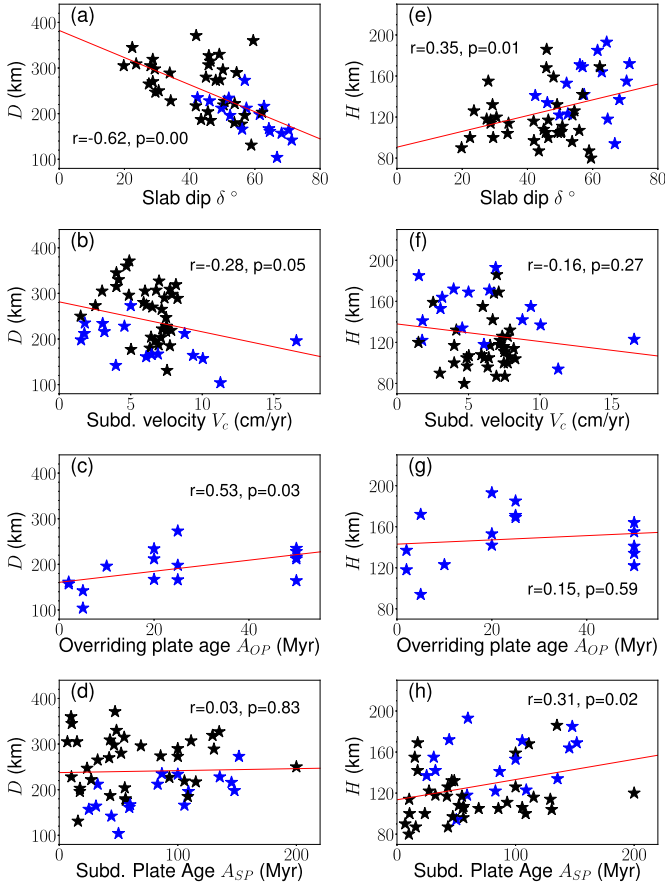 (a)
D (km)
400
300
200
100
r=-0.62, p=0.00
0 20 40 60 80
Slab dip δ °
(e)
H (km)
200
160
120
80
r=0.35, p=0.01
0 20 40 60 80
Slab dip δ °
(b)
D (km)
400
300
200
100
r=-0.28, p=0.05
0 5 10 15
Subd. velocity V_c (cm/yr)
(f)
H (km)
200
160
120
80
r=-0.16, p=0.27
0 5 10 15
Subd. velocity V_c (cm/yr)
(c)
D (km)
400
300
200
100
r=0.53, p=0.03
0 20 40
Overriding plate age A_OP (Myr)
(g)
H (km)
200
160
120
80
r=0.15, p=0.59
0 20 40
Overriding plate age A_OP (Myr)
(d)
D (km)
400
300
200
100
r=0.03, p=0.83
0 100 200
Subd. Plate Age A_SP (Myr)
(h)
H (km)
200
160
120
80
r=0.31, p=0.02
0 100 200
Subd. Plate Age A_SP (Myr)